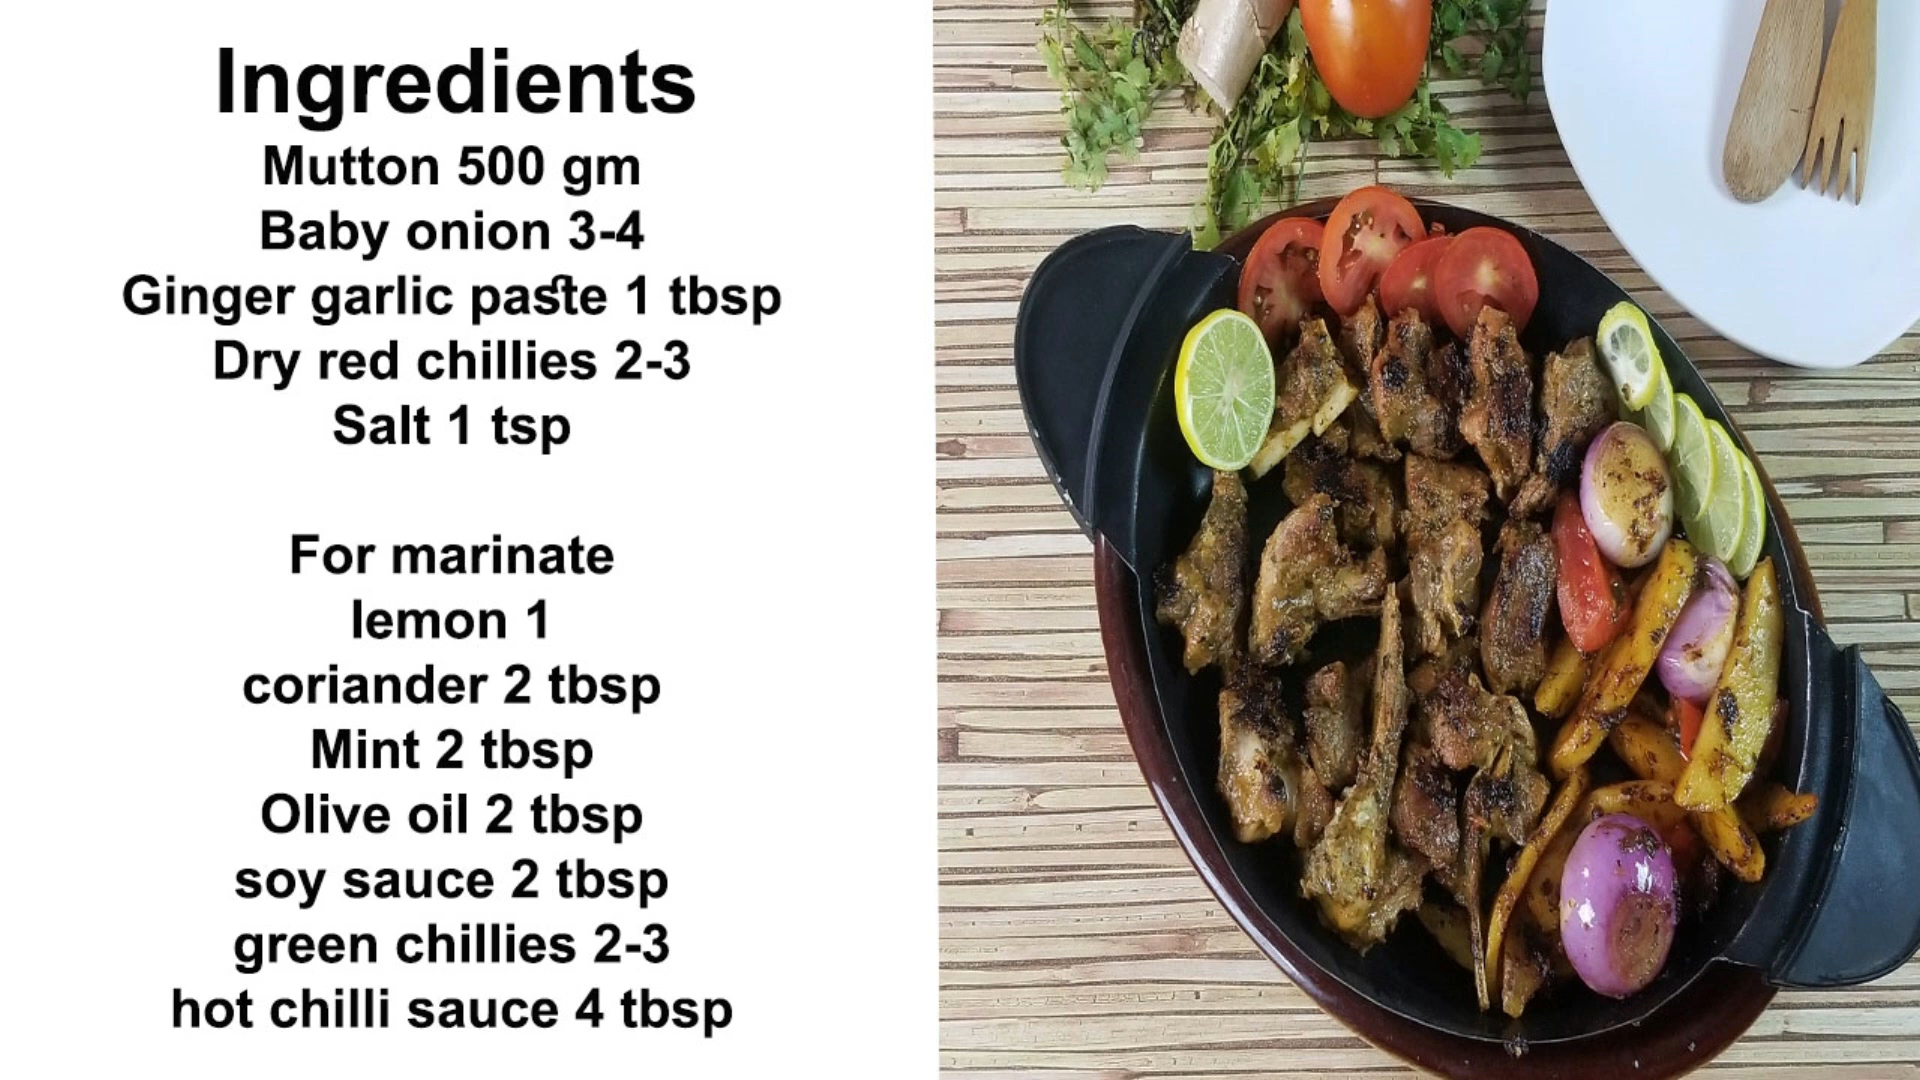 Ingredients
Mutton 500 gm
Baby onion 3-4
Ginger garlic paste 1 tbsp
Dry red chillies 2-3
Salt 1 tsp
For marinate
lemon 1
coriander 2 tbsp
Mint 2 tbsp
Olive oil 2 tbsp
soy sauce 2 tbsp
green chillies 2-3
hot chilli sauce 4 tbsp